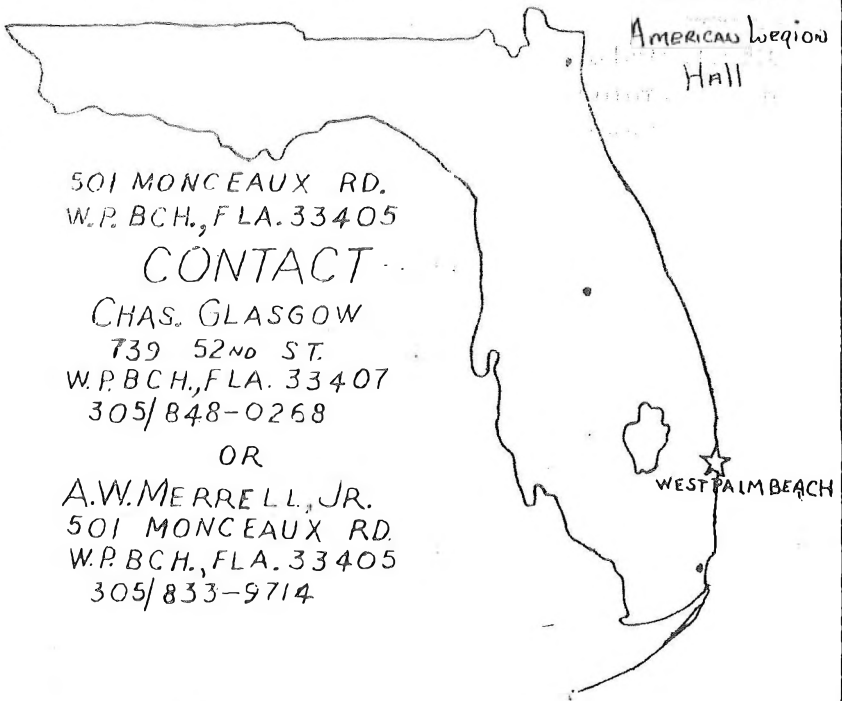 AMERICAN Legion
HAll
501 MONCEAUX RD.
W.P. BCH., FLA. 33405
CONTACT
CHAS. GLASGOW
739 52ND ST.
W.P. BCH., FLA. 33407
305/848-0268
OR
A.W. MERRELL, JR.
501 MONCEAUX RD.
W.P. BCH., FLA. 33405
305/833-9714
WEST PALM BEACH